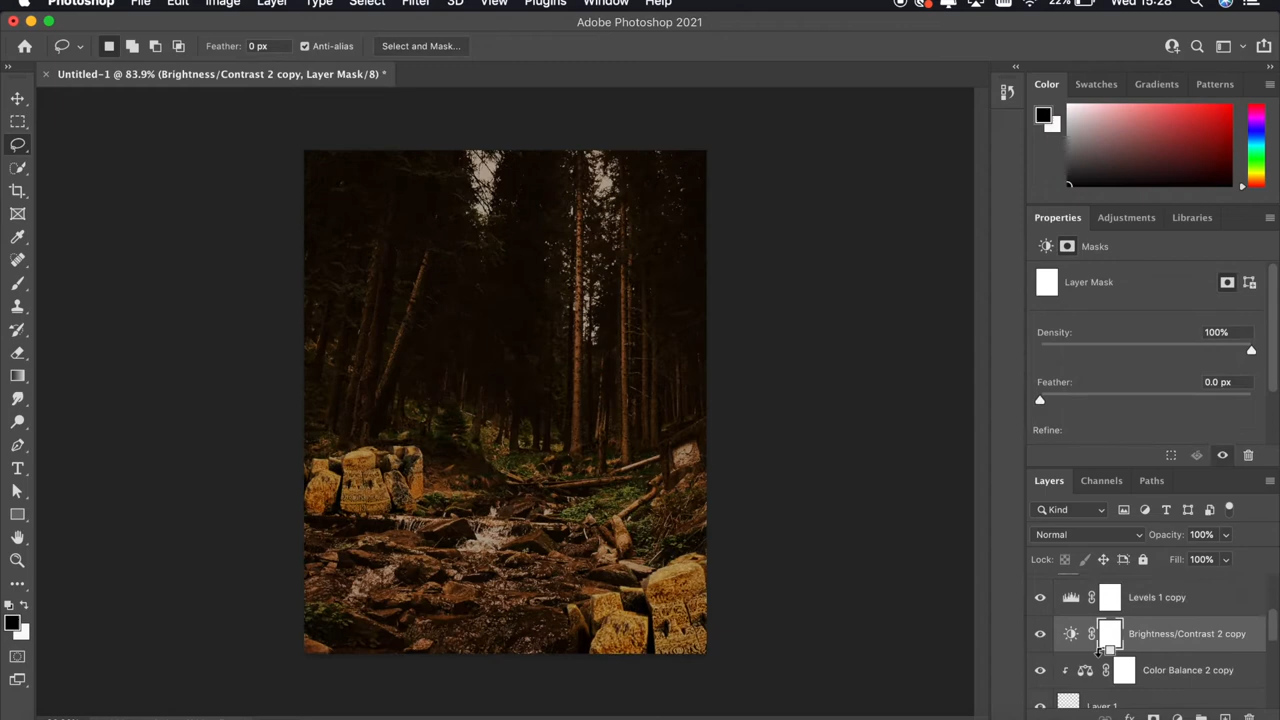 Photoshop File Edit Image Layer Type Select Filter 3D View Plugins Window Help 22% Wed 15:28
Adobe Photoshop 2021
Feather: 0 px Anti-alias Select and Mask...
Untitled-1 @ 83.9% (Brightness/Contrast 2 copy, Layer Mask/8) *
Color Swatches Gradients Patterns
Properties Adjustments Libraries
Masks
Layer Mask
Density: 100%
Feather: 0.0 px
Refine:
Layers Channels Paths
Kind
Normal Opacity: 100%
Lock: Fill: 100%
Levels 1 copy
Brightness/Contrast 2 copy
Color Balance 2 copy
Layer 1